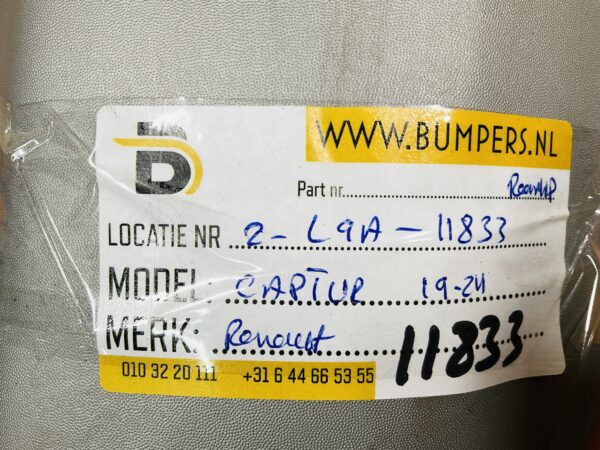 WWW.BUMPERS.NL
Part nr
LOCATIE NR 2-L9A-11833
MODEL: CAPTUR 19-24
MERK: Renault 11833
010 32 20 111 +31 6 44 66 53 55